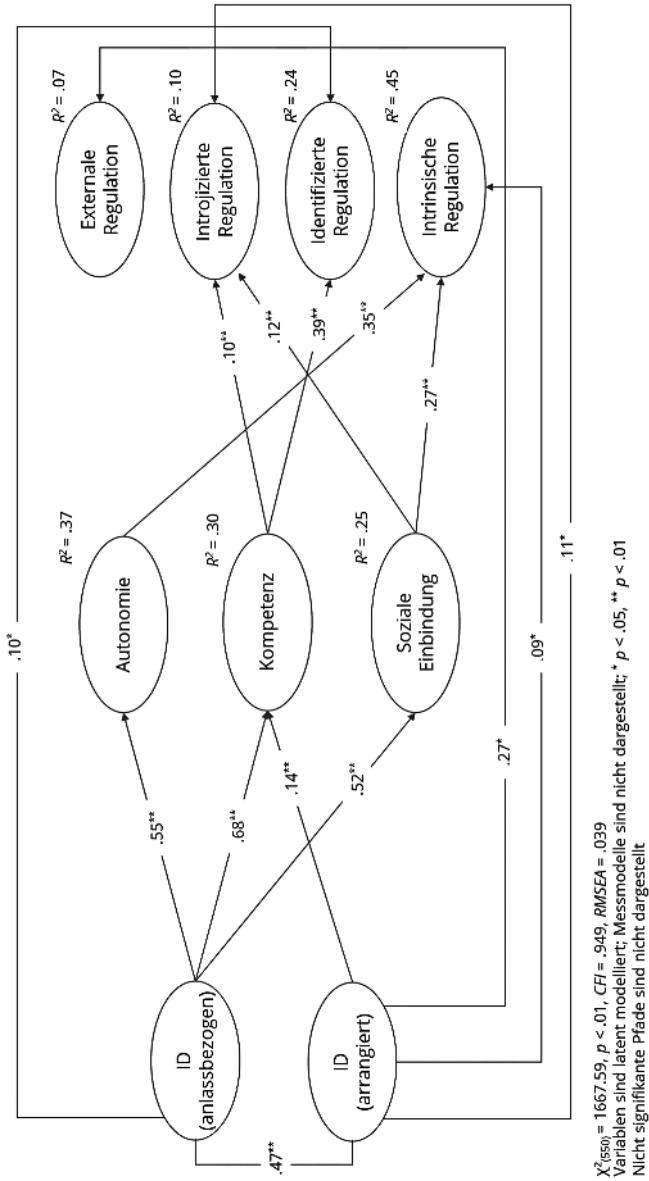 .10*
ID
(anlassbezogen)
ID
(arrangiert)
.47**
.55**
.68**
.14**
.52**
R² = .37
Autonomie
R² = .30
Kompetenz
R² = .25
Soziale
Einbindung
.10**
.12**
.39**
.35**
.27**
R² = .07
Externale
Regulation
R² = .10
Introjizierte
Regulation
R² = .24
Identifizierte
Regulation
R² = .45
Intrinsische
Regulation
.27*
.09*
.11*
χ²(550) = 1667.59, p <.01, CFI = .949, RMSEA = .039
Variablen sind latent modelliert; Messmodelle sind nicht dargestellt; * p < .05, ** p < .01
Nicht signifikante Pfade sind nicht dargestellt